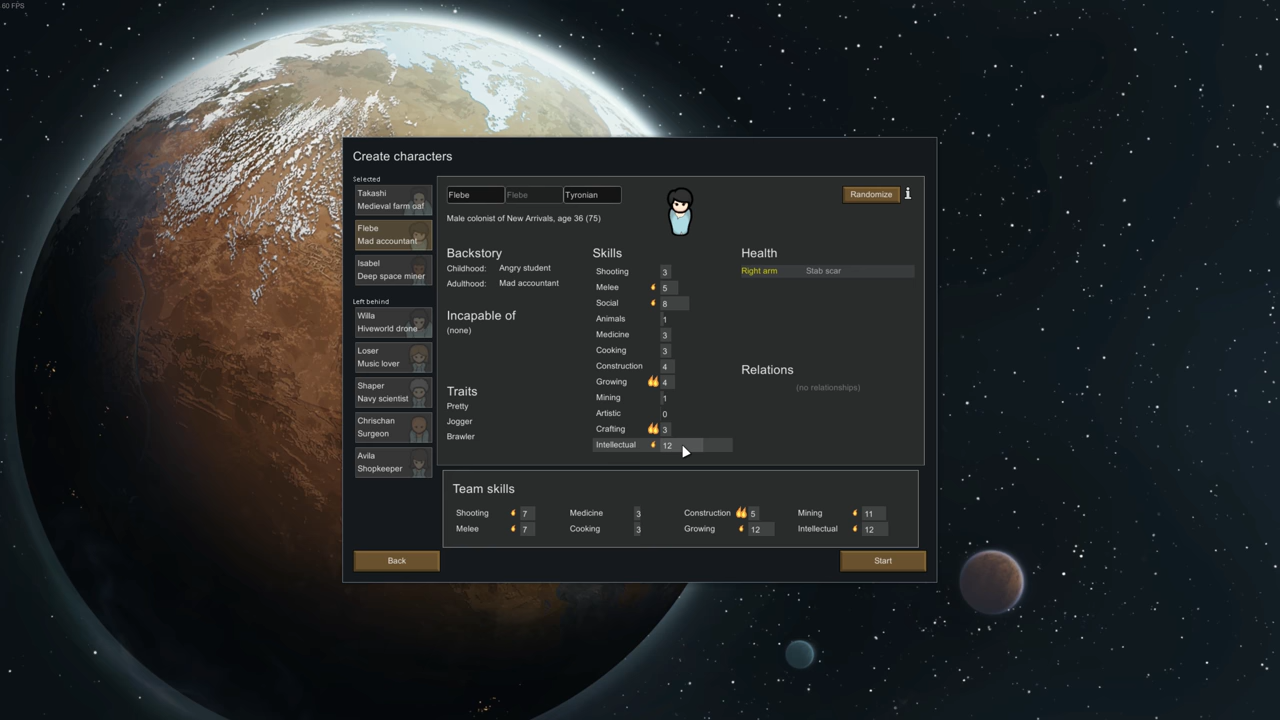 60 FPS
Create characters
Selected
Takashi
Medieval farm oaf
Flebe
Mad accountant
Isabel
Deep space miner
Left behind
Willa
Hiveworld drone
Loser
Music lover
Shaper
Navy scientist
Chrischan
Surgeon
Avila
Shopkeeper
Flebe Flebe Tyronian
Randomize
Male colonist of New Arrivals, age 36 (75)
Backstory
Childhood: Angry student
Adulthood: Mad accountant
Incapable of
(none)
Traits
Pretty
Jogger
Brawler
Skills
Shooting 3
Melee 5
Social 8
Animals 1
Medicine 3
Cooking 3
Construction 4
Growing 4
Mining 1
Artistic 0
Crafting 3
Intellectual 12
Health
Right arm Stab scar
Relations
(no relationships)
Team skills
Shooting 7 Medicine 3 Construction 5 Mining 11
Melee 7 Cooking 3 Growing 12 Intellectual 12
Back
Start